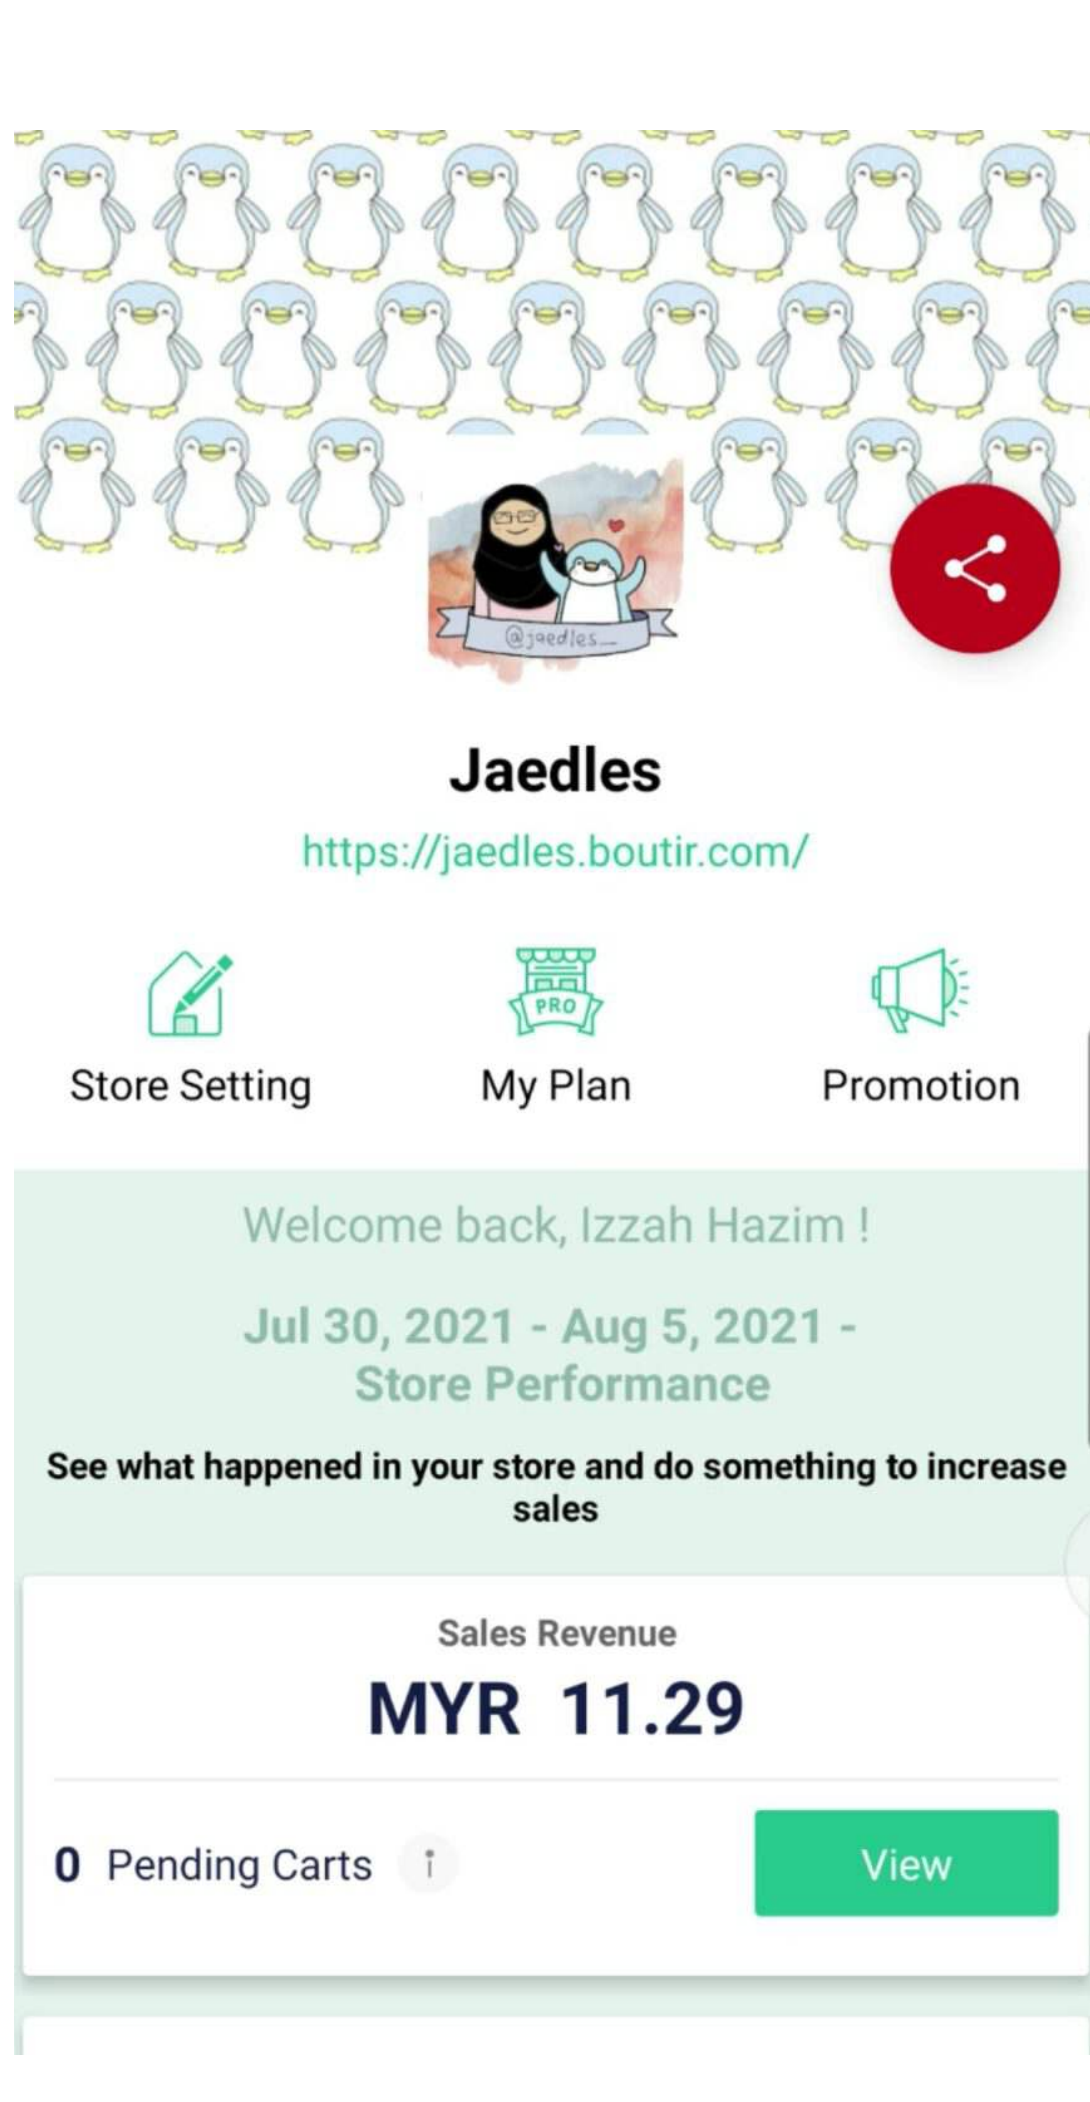 @jaedles_
Jaedles
https://jaedles.boutir.com/
PRO
Store Setting
My Plan
Promotion
Welcome back, Izzah Hazim !
Jul 30, 2021 - Aug 5, 2021 -
Store Performance
See what happened in your store and do something to increase
sales
Sales Revenue
MYR 11.29
0 Pending Carts i
View